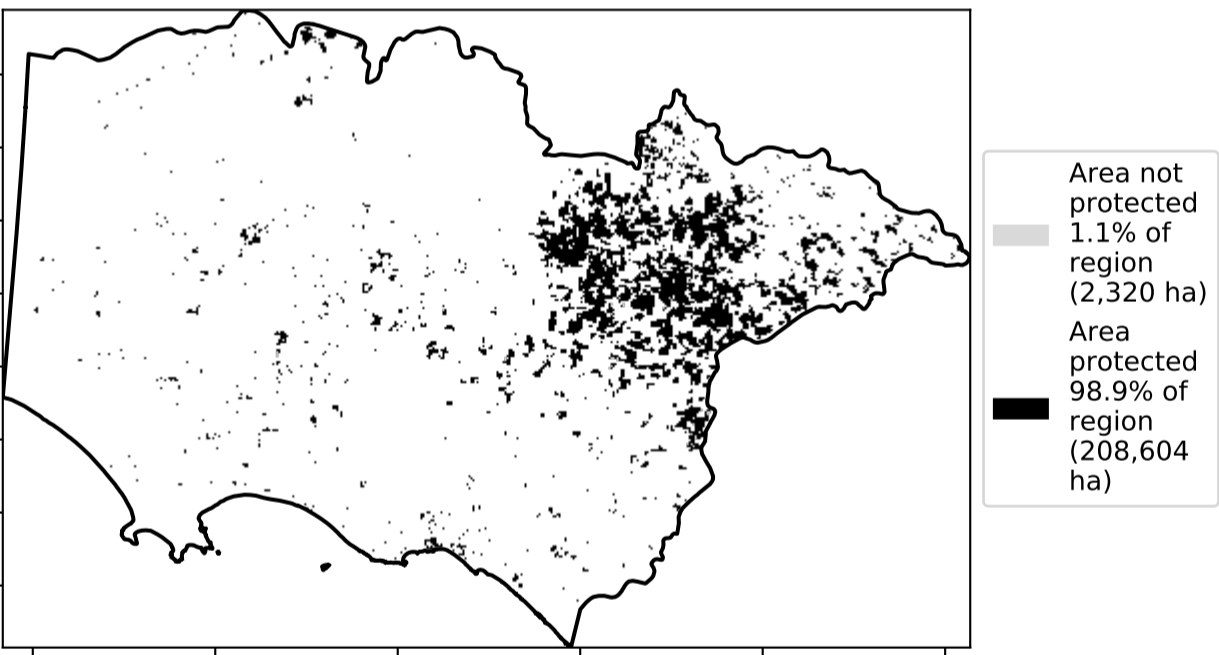 Area not
protected
1.1% of
region
(2,320 ha)
Area
protected
98.9% of
region
(208,604
ha)